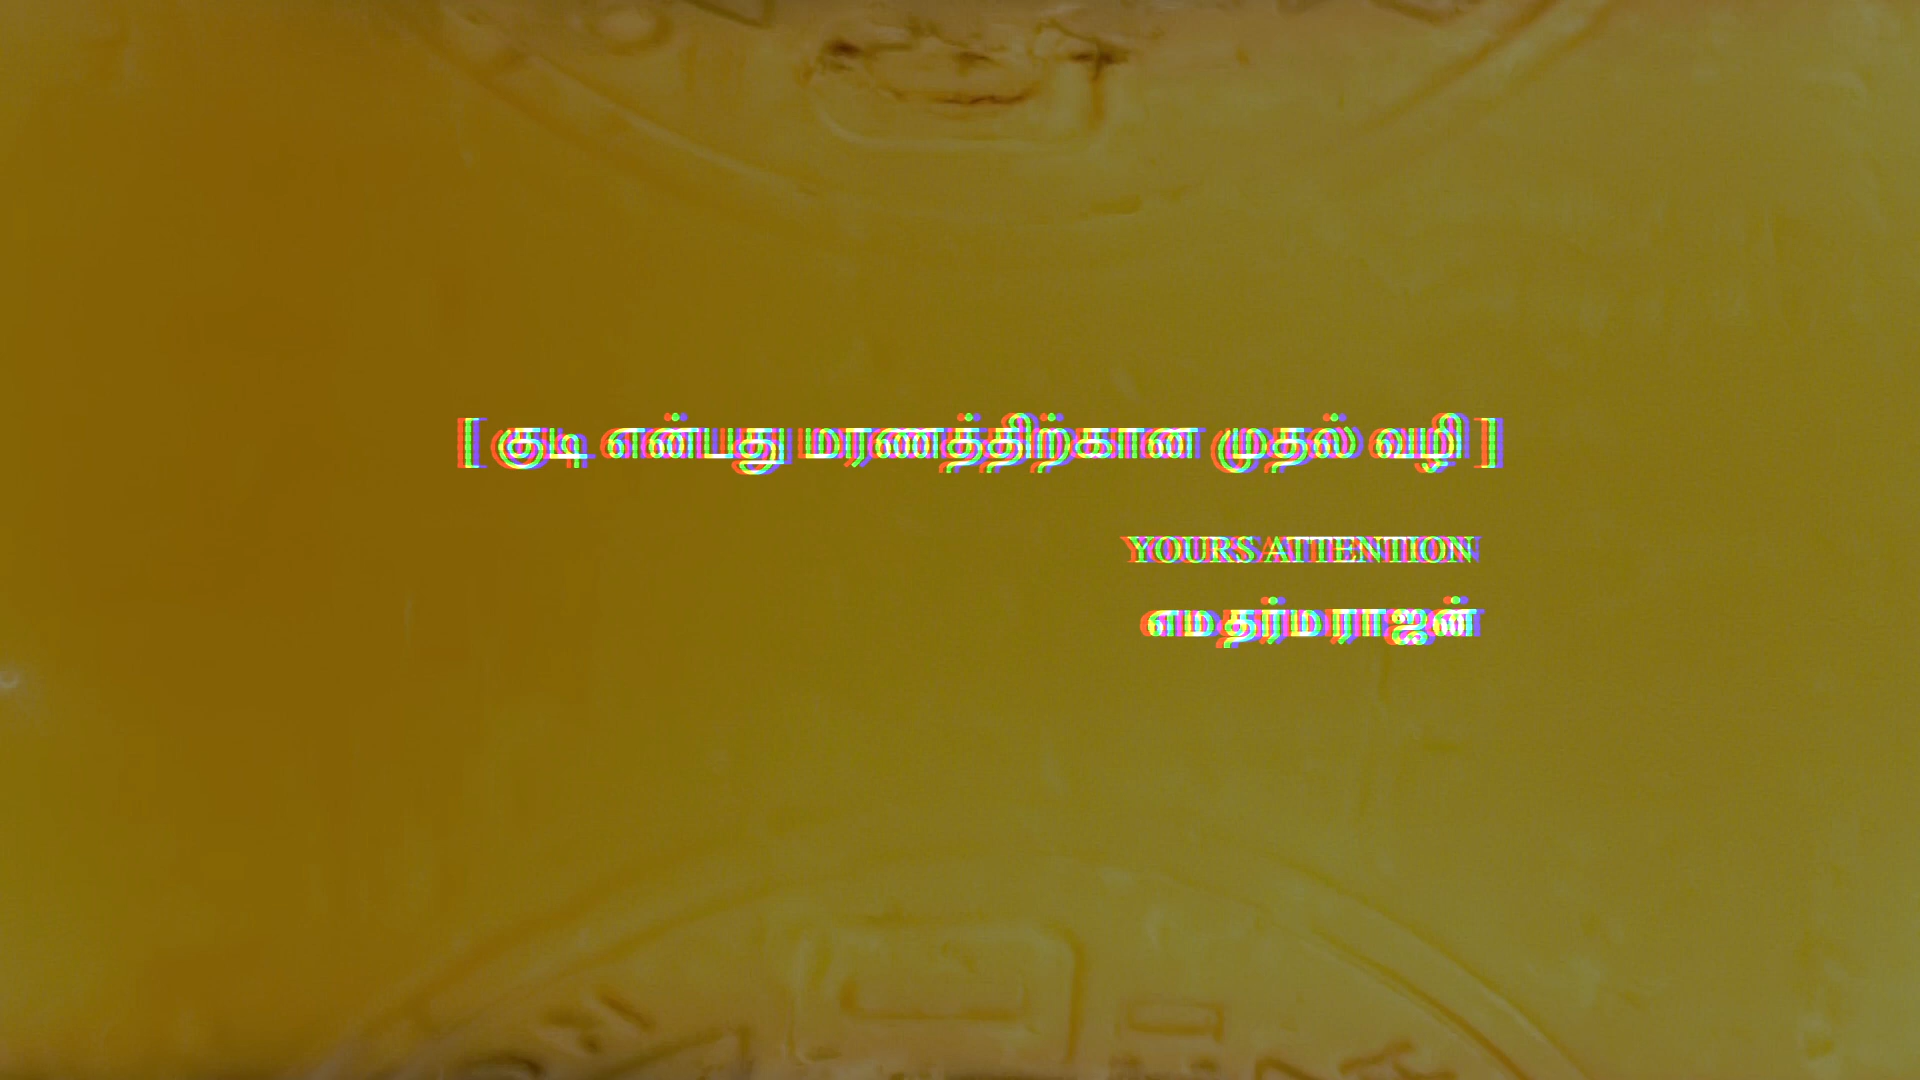 [ குடி என்பது மரணத்திற்கான முதல் வழி ]
YOURS ATTENTION
எமதர்மராஜன்